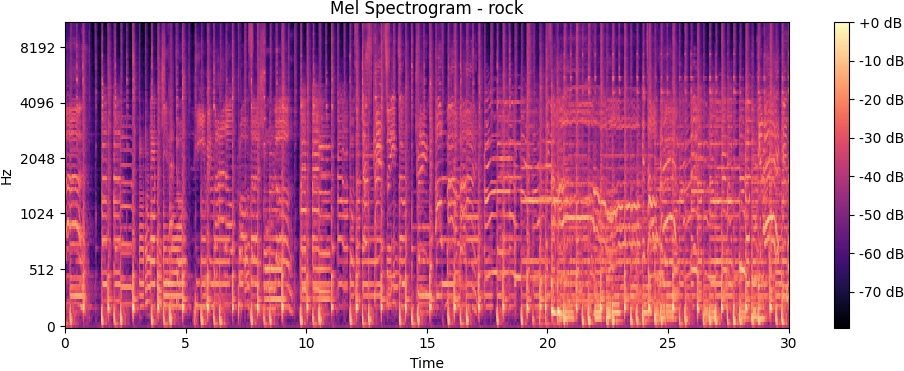 Mel Spectrogram - rock
Hz
8192
4096
2048
1024
512
0
0 5 10 15 20 25 30
Time
+0 dB
-10 dB
-20 dB
-30 dB
-40 dB
-50 dB
-60 dB
-70 dB